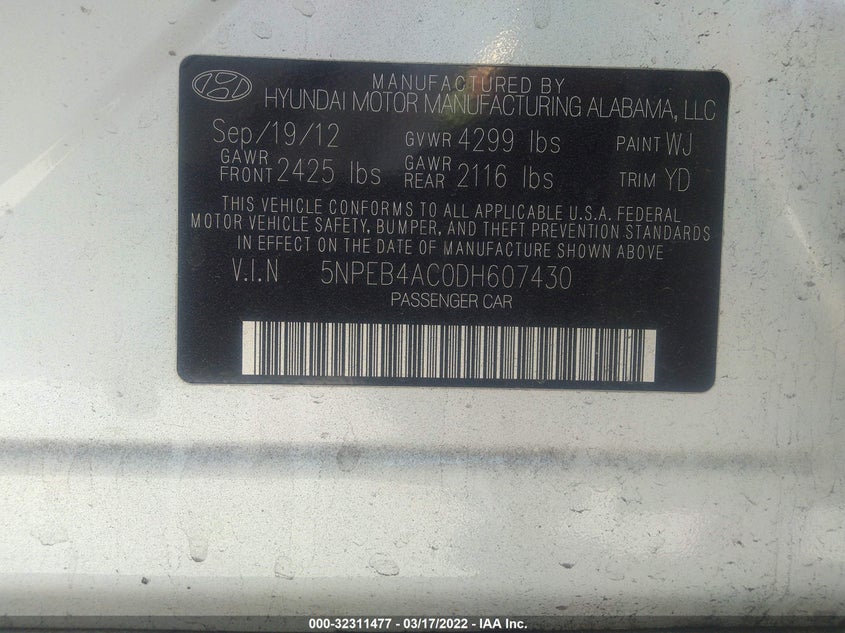 MANUFACTURED BY
HYUNDAI MOTOR MANUFACTURING ALABAMA, LLC
Sep/19/12 GVWR 4299 lbs PAINT WJ
GAWR FRONT 2425 lbs GAWR REAR 2116 lbs TRIM YD
THIS VEHICLE CONFORMS TO ALL APPLICABLE U.S.A. FEDERAL
MOTOR VEHICLE SAFETY, BUMPER, AND THEFT PREVENTION STANDARDS
IN EFFECT ON THE DATE OF MANUFACTURE SHOWN ABOVE
V.I.N 5NPEB4AC0DH607430
PASSENGER CAR
000-32311477 - 03/17/2022 - IAA Inc.